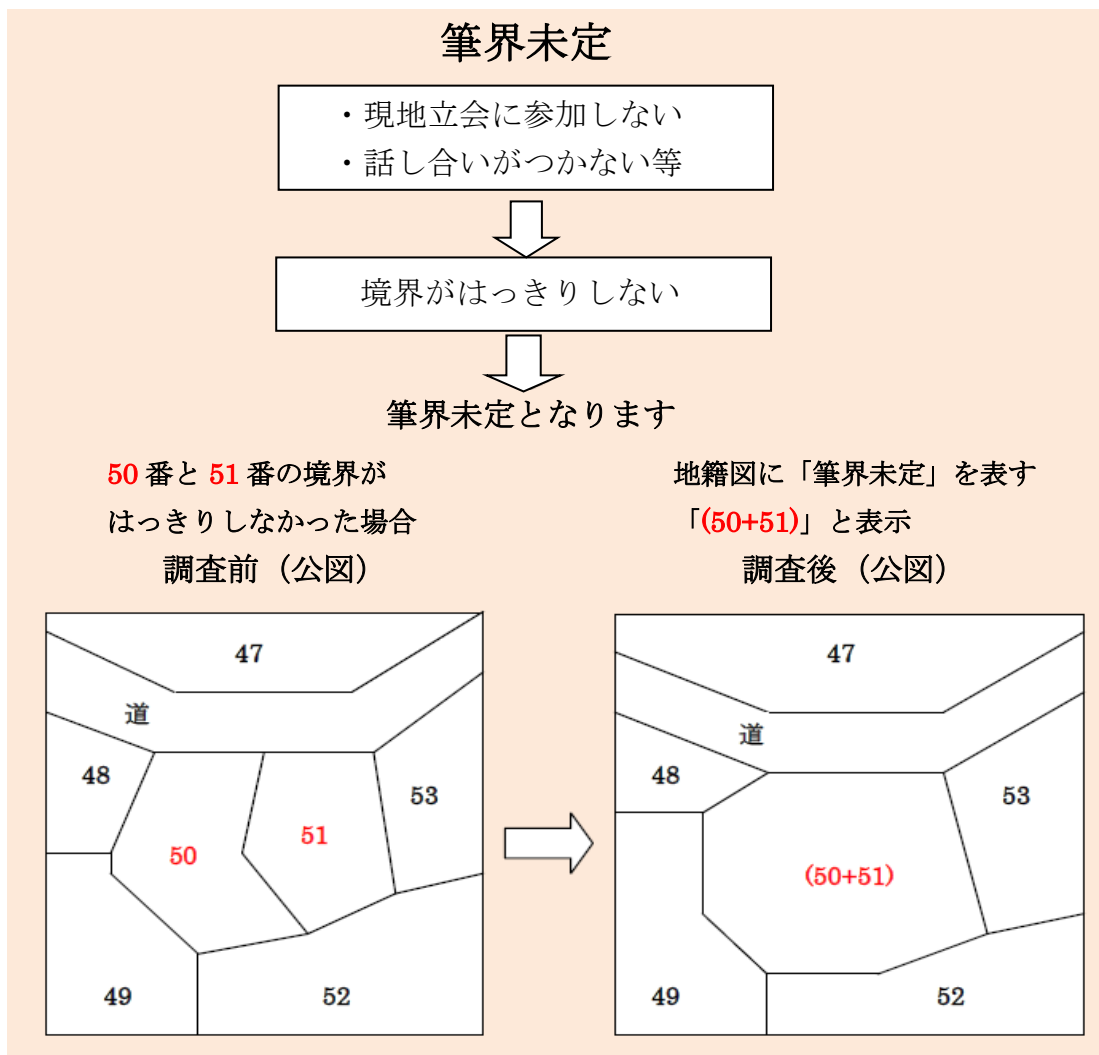 筆界未定
・現地立会に参加しない
・話し合いがつかない等
境界がはっきりしない
筆界未定となります
50番と51番の境界が
はっきりしなかった場合
調査前（公図）
47
道
48
53
51
50
49
52
地籍図に「筆界未定」を表す
「(50+51)」と表示
調査後（公図）
47
道
48
53
(50+51)
49
52